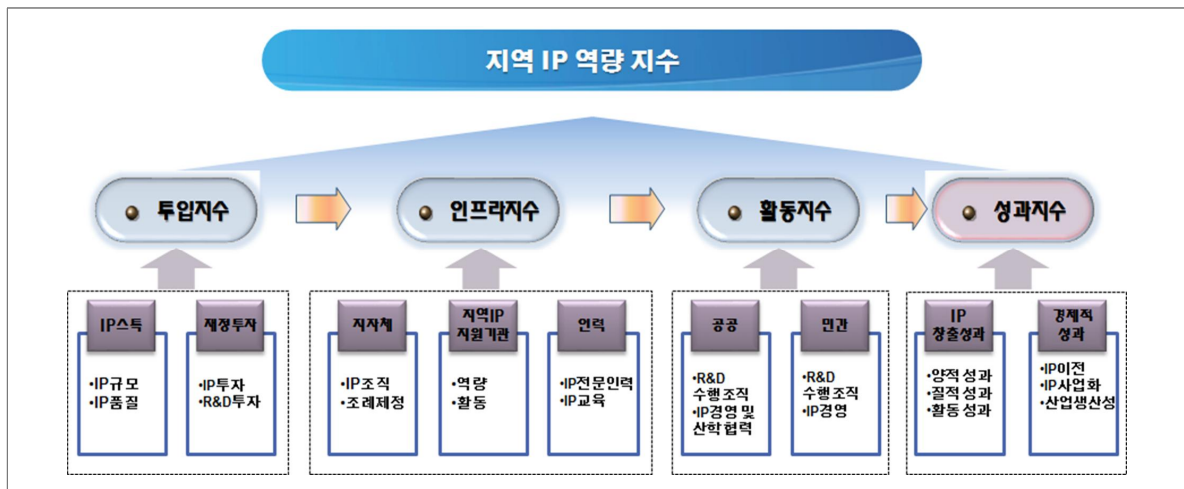 지역 IP 역량 지수
투입지수
인프라지수
활동지수
성과지수
IP스톡
•IP규모
•IP품질
재정투자
•IP투자
•R&D투자
지자체
•IP조직
•조례제정
지역IP
지원기관
•역량
•활동
인력
•IP전문인력
•IP교육
공공
•R&D
수행조직
•IP경영 및
산학협력
민간
•R&D
수행조직
•IP경영
IP
창출성과
•양적성과
•질적성과
•활동성과
경제적
성과
•IP이전
•IP사업화
•산업생산성